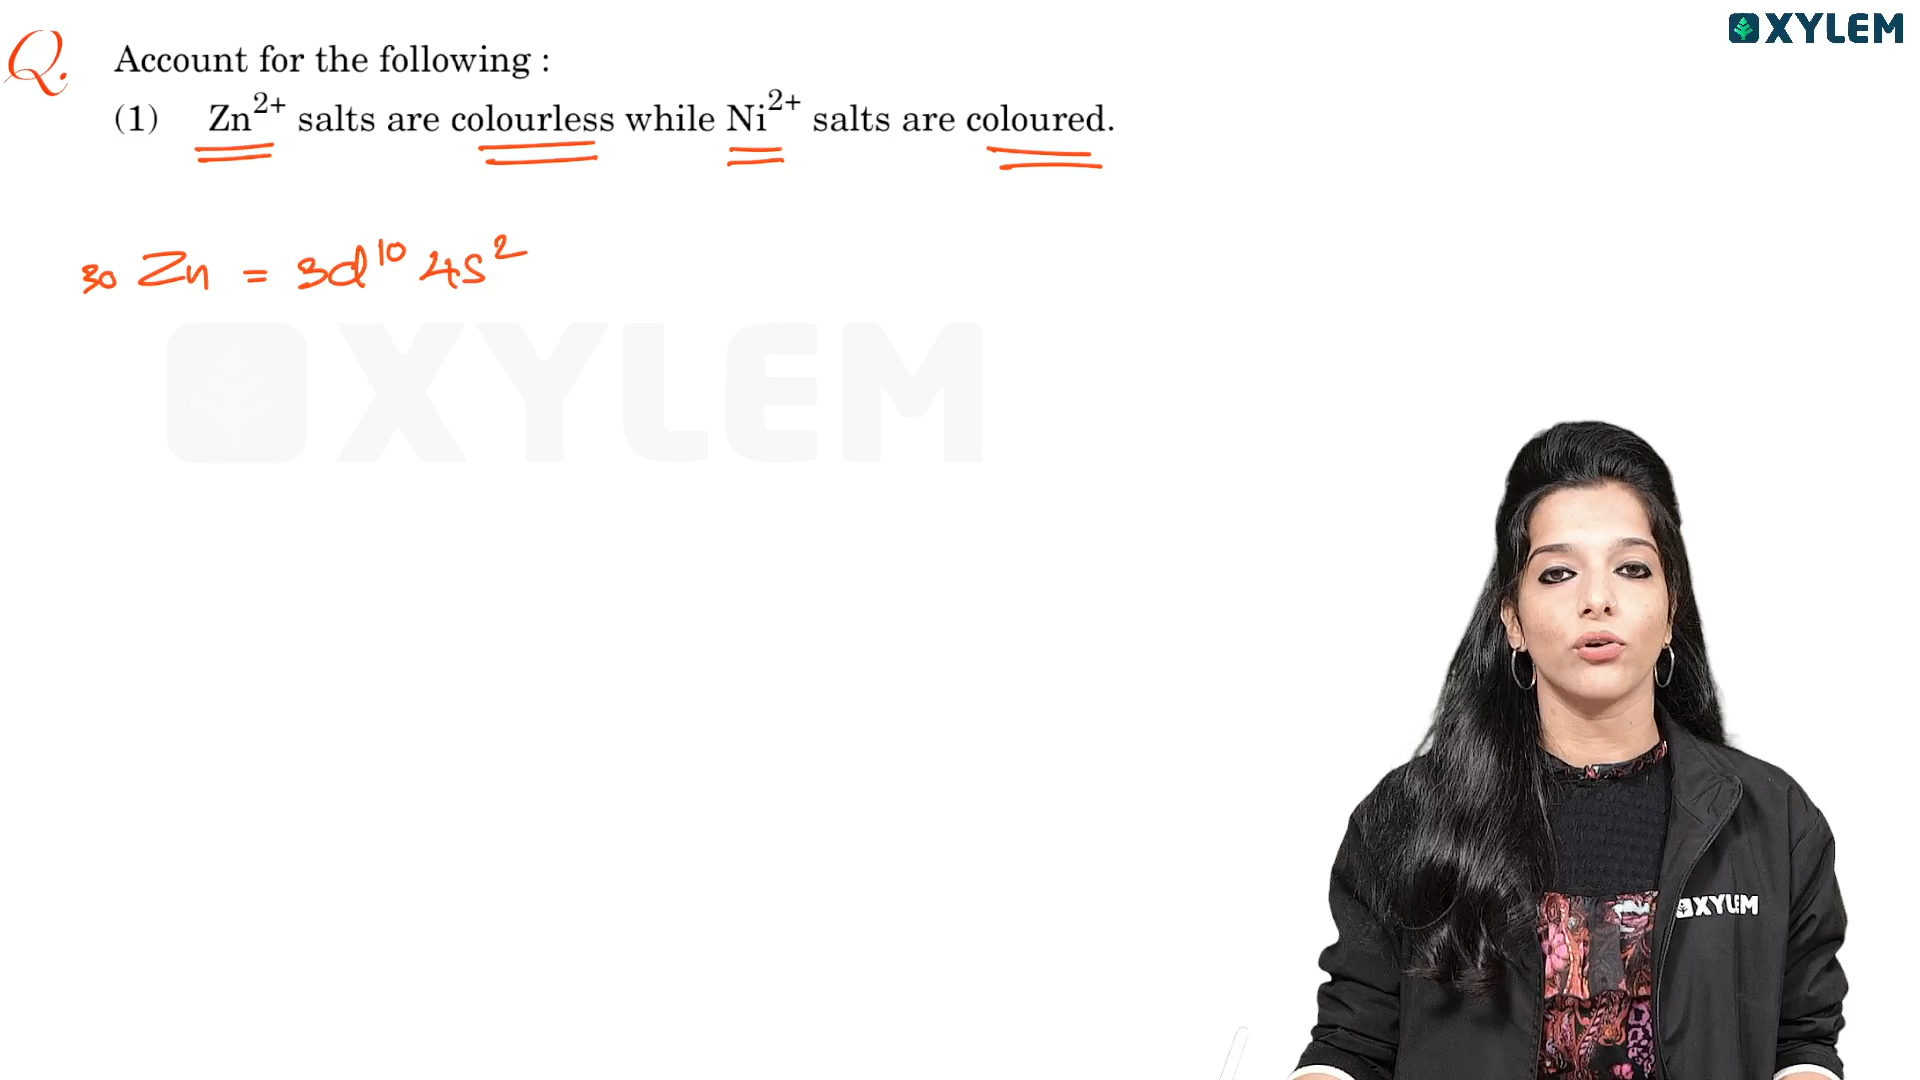 XYLEM
Q. Account for the following :
(1) Zn²⁺ salts are colourless while Ni²⁺ salts are coloured.
₃₀ Zn = 3d¹⁰ 4s²
XYLEM
XYLEM